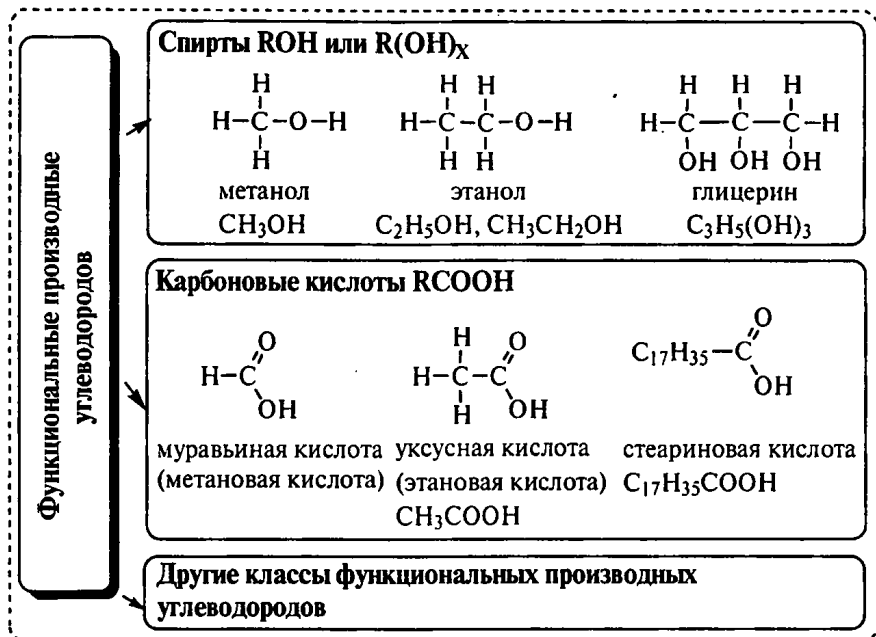 Функциональные производные
углеводородов
Спирты ROH или R(OH)X
H
H–C–O–H
H
метанол
CH3OH
H H
H–C–C–O–H
H H
этанол
C2H5OH, CH3CH2OH
H H H
H–C–C–C–H
OH OH OH
глицерин
C3H5(OH)3
Карбоновые кислоты RCOOH
O
H–C
OH
муравьиная кислота
(метановая кислота)
H O
H–C–C
H OH
уксусная кислота
(этановая кислота)
CH3COOH
O
C17H35–C
OH
стеариновая кислота
C17H35COOH
Другие классы функциональных производных
углеводородов